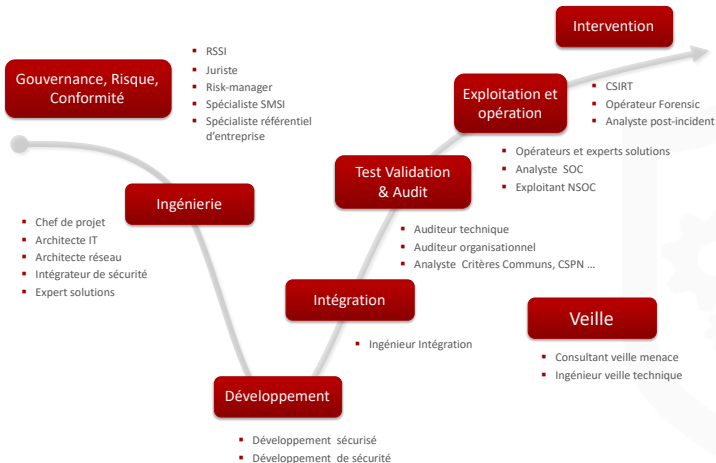 Gouvernance, Risque,
Conformité
▪ RSSI
▪ Juriste
▪ Risk-manager
▪ Spécialiste SMSI
▪ Spécialiste référentiel
d'entreprise
Ingénierie
▪ Chef de projet
▪ Architecte IT
▪ Architecte réseau
▪ Intégrateur de sécurité
▪ Expert solutions
Développement
▪ Développement sécurisé
▪ Développement de sécurité
Intégration
▪ Ingénieur Intégration
Test Validation
& Audit
▪ Auditeur technique
▪ Auditeur organisationnel
▪ Analyste Critères Communs, CSPN ...
Exploitation et
opération
▪ Opérateurs et experts solutions
▪ Analyste SOC
▪ Exploitant NSOC
Intervention
▪ CSIRT
▪ Opérateur Forensic
▪ Analyste post-incident
Veille
▪ Consultant veille menace
▪ Ingénieur veille technique